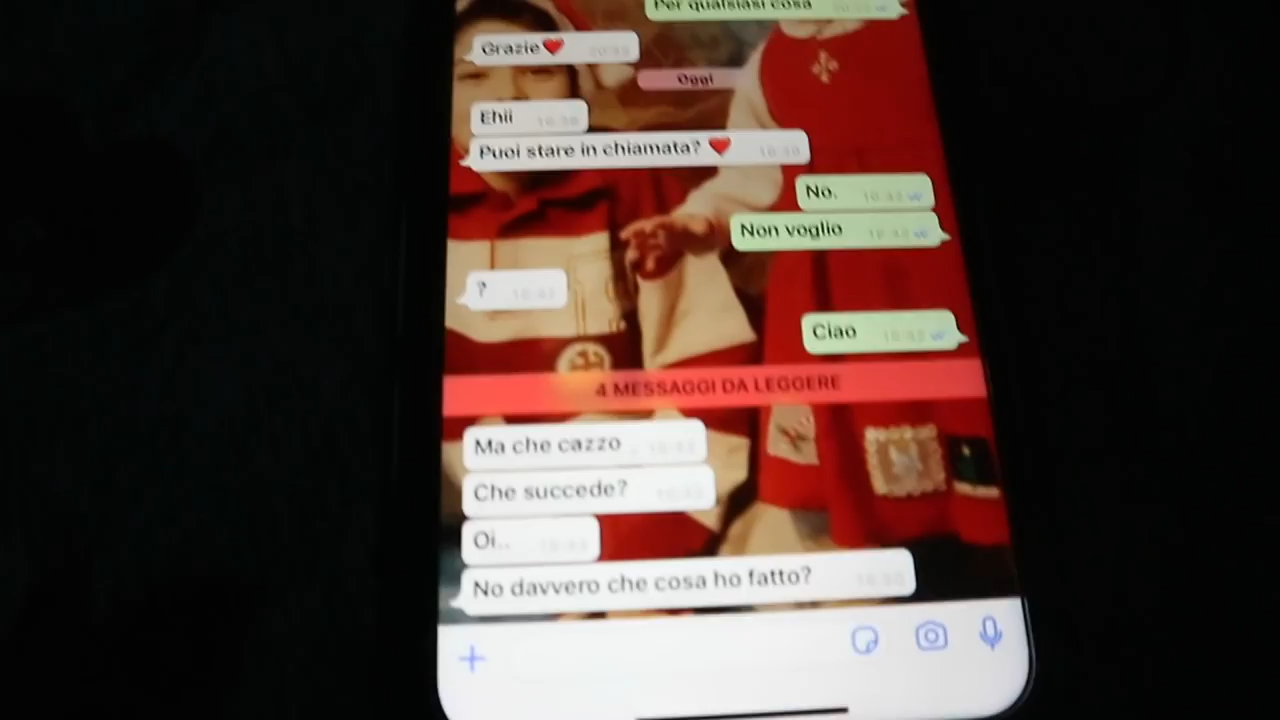 Per qualsiasi cosa
Grazie❤️
Oggi
Ehii
Puoi stare in chiamata? ❤️
No.
Non voglio
?
Ciao
4 MESSAGGI DA LEGGERE
Ma che cazzo
Che succede?
Oi..
No davvero che cosa ho fatto?